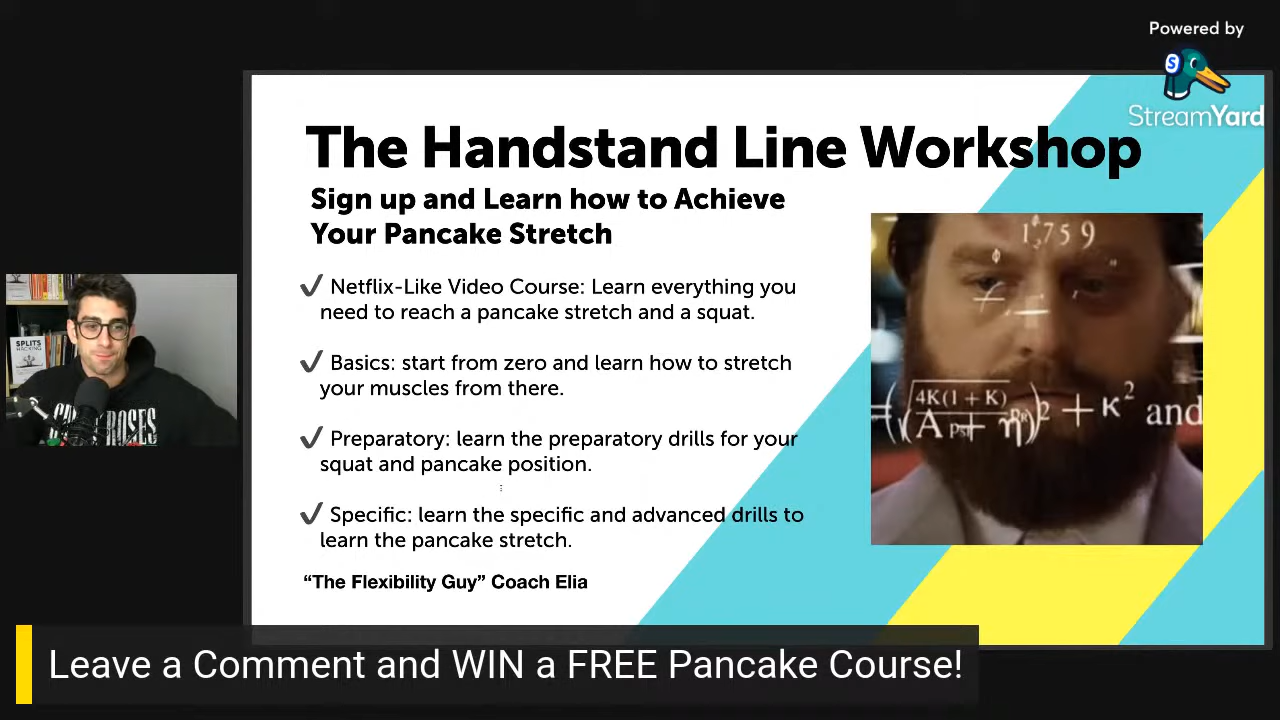 Powered by
StreamYard
The Handstand Line Workshop
Sign up and Learn how to Achieve
Your Pancake Stretch
✔ Netflix-Like Video Course: Learn everything you
need to reach a pancake stretch and a squat.
✔ Basics: start from zero and learn how to stretch
your muscles from there.
✔ Preparatory: learn the preparatory drills for your
squat and pancake position.
✔ Specific: learn the specific and advanced drills to
learn the pancake stretch.
“The Flexibility Guy” Coach Elia
SPLITS
HACKING
4K(1 + K)
+ κ² and
Leave a Comment and WIN a FREE Pancake Course!